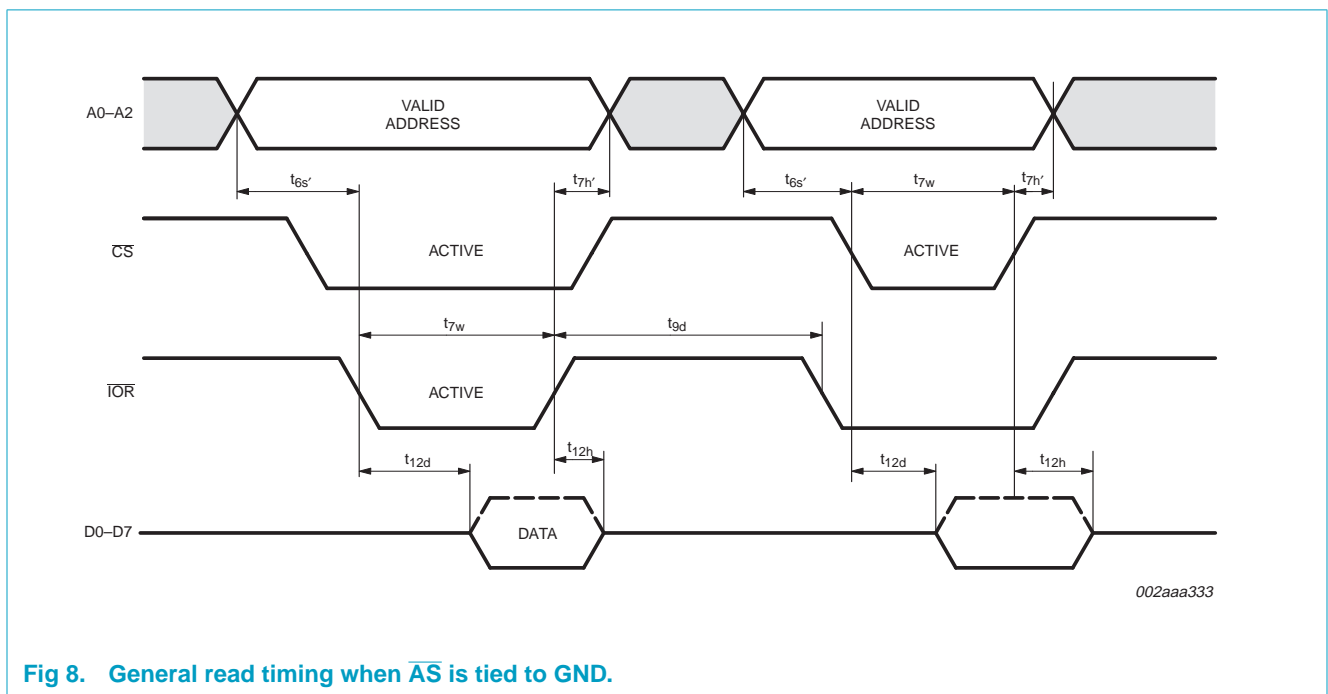 A0–A2
VALID
ADDRESS
VALID
ADDRESS
t6s′
t7h′
t6s′
t7w
t7h′
CS
ACTIVE
ACTIVE
t7w
t9d
IOR
ACTIVE
t12d
t12h
t12d
t12h
D0–D7
DATA
002aaa333
Fig 8. General read timing when AS is tied to GND.